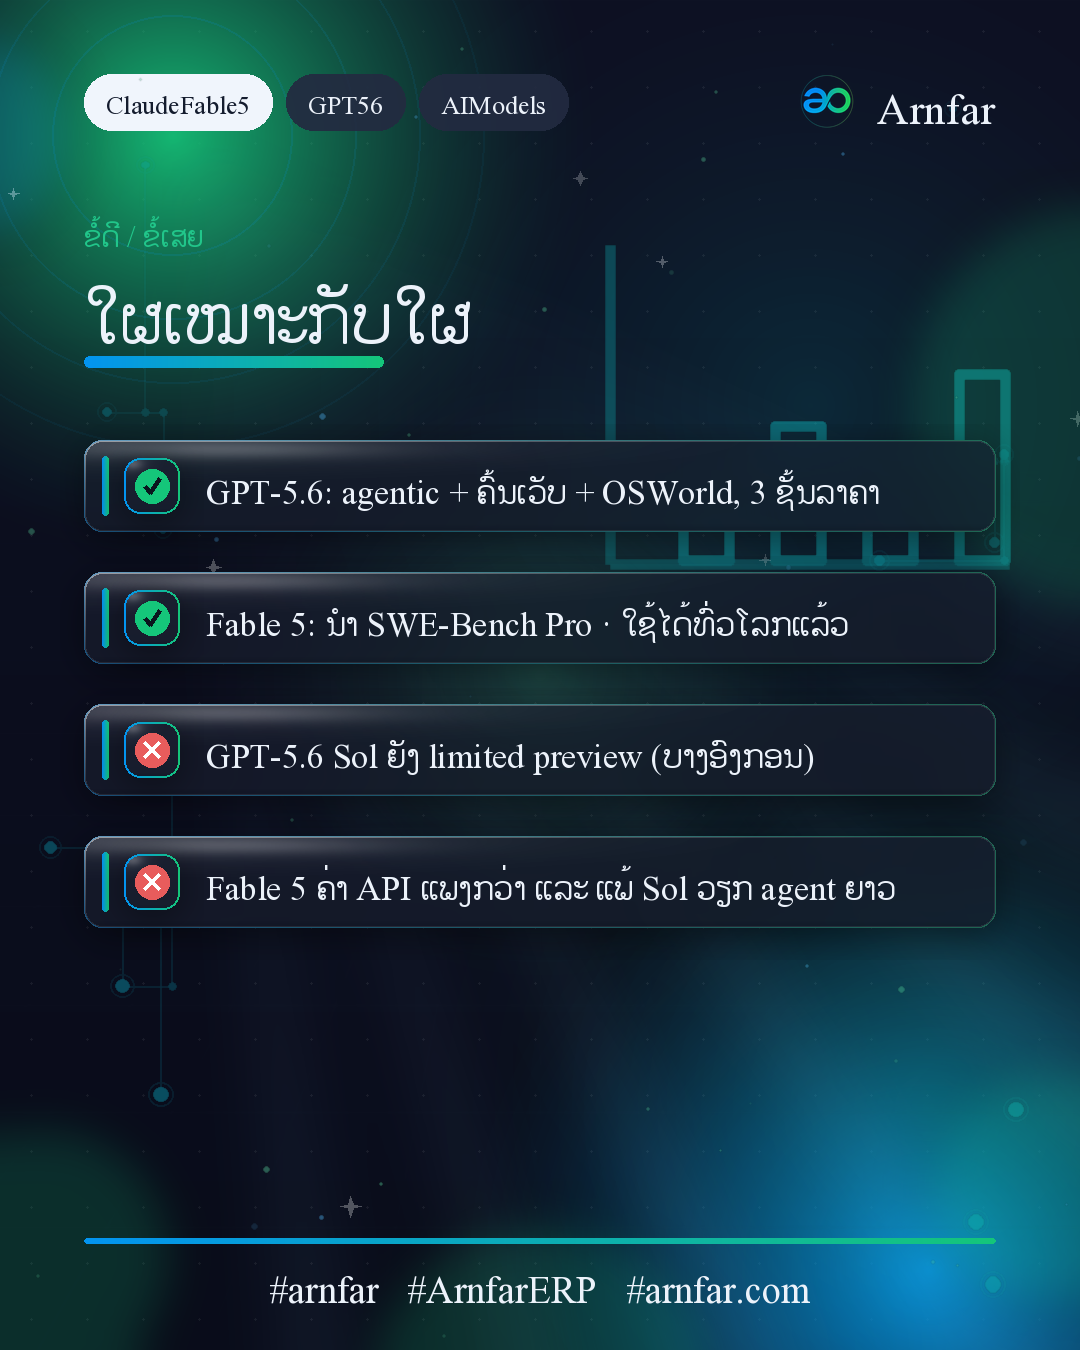 ClaudeFable5 GPT56 AIModels
Arnfar
ຂໍ້ດີ / ຂໍ້ເສຍ
ໃຜເໝາະກັບໃຜ
GPT-5.6: agentic + ຄົ້ນເວັບ + OSWorld, 3 ຊັ້ນລາຄາ
Fable 5: ນຳ SWE-Bench Pro · ໃຊ້ໄດ້ທົ່ວໂລກແລ້ວ
GPT-5.6 Sol ຍັງ limited preview (ບາງອົງກອນ)
Fable 5 ຄ່າ API ແພງກວ່າ ແລະ ແພ້ Sol ວຽກ agent ຍາວ
#arnfar #ArnfarERP #arnfar.com